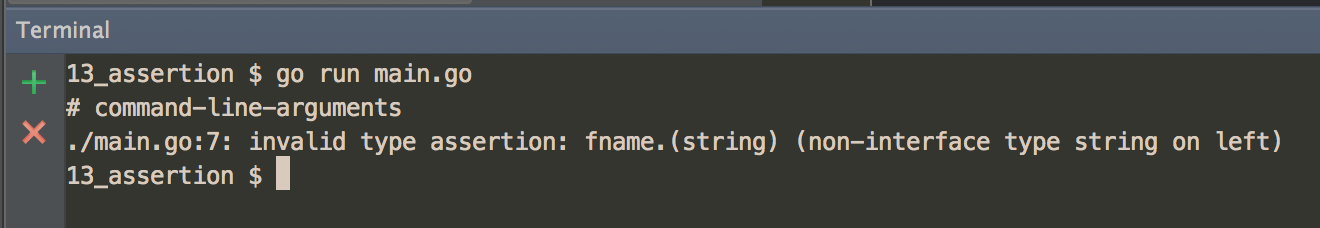 Terminal
13_assertion $ go run main.go
# command-line-arguments
./main.go:7: invalid type assertion: fname.(string) (non-interface type string on left)
13_assertion $